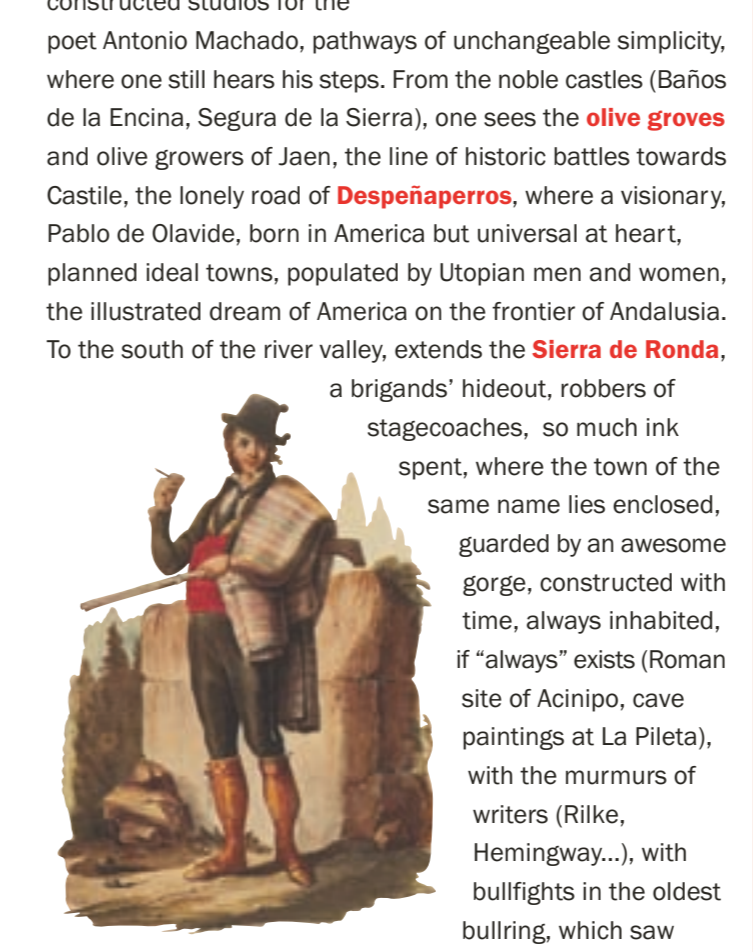 constructed studios for the
poet Antonio Machado, pathways of unchangeable simplicity,
where one still hears his steps. From the noble castles (Baños
de la Encina, Segura de la Sierra), one sees the olive groves
and olive growers of Jaen, the line of historic battles towards
Castile, the lonely road of Despeñaperros, where a visionary,
Pablo de Olavide, born in America but universal at heart,
planned ideal towns, populated by Utopian men and women,
the illustrated dream of America on the frontier of Andalusia.
To the south of the river valley, extends the Sierra de Ronda,
a brigands’ hideout, robbers of
stagecoaches,  so much ink
spent, where the town of the
same name lies enclosed,
guarded by an awesome
gorge, constructed with
time, always inhabited,
if “always” exists (Roman
site of Acinipo, cave
paintings at La Pileta),
with the murmurs of
writers (Rilke,
Hemingway...), with
bullfights in the oldest
bullring, which saw